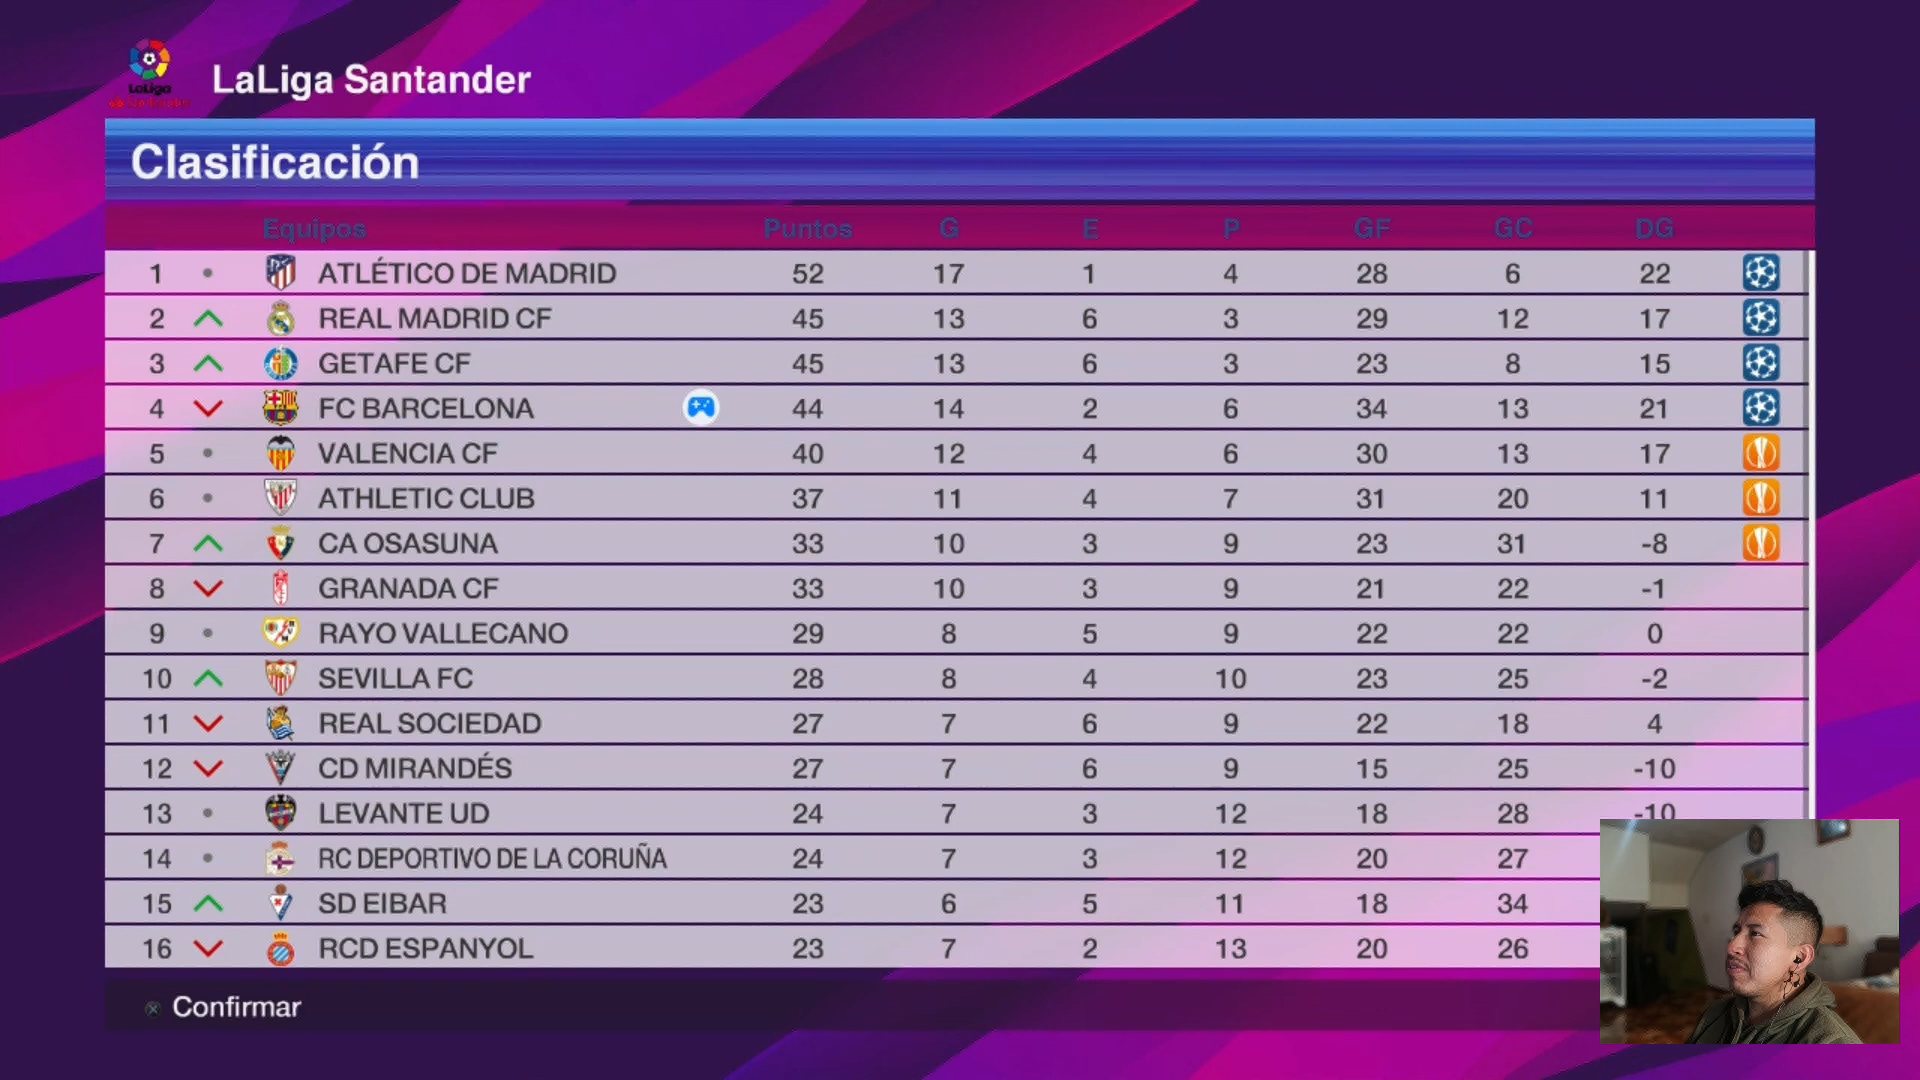 LaLiga
LaLiga Santander
Clasificación
Equipos Puntos G E P GF GC DG
1 ATLÉTICO DE MADRID 52 17 1 4 28 6 22
2 REAL MADRID CF 45 13 6 3 29 12 17
3 GETAFE CF 45 13 6 3 23 8 15
4 FC BARCELONA 44 14 2 6 34 13 21
5 VALENCIA CF 40 12 4 6 30 13 17
6 ATHLETIC CLUB 37 11 4 7 31 20 11
7 CA OSASUNA 33 10 3 9 23 31 -8
8 GRANADA CF 33 10 3 9 21 22 -1
9 RAYO VALLECANO 29 8 5 9 22 22 0
10 SEVILLA FC 28 8 4 10 23 25 -2
11 REAL SOCIEDAD 27 7 6 9 22 18 4
12 CD MIRANDÉS 27 7 6 9 15 25 -10
13 LEVANTE UD 24 7 3 12 18 28 -10
14 RC DEPORTIVO DE LA CORUÑA 24 7 3 12 20 27
15 SD EIBAR 23 6 5 11 18 34
16 RCD ESPANYOL 23 7 2 13 20 26
Confirmar